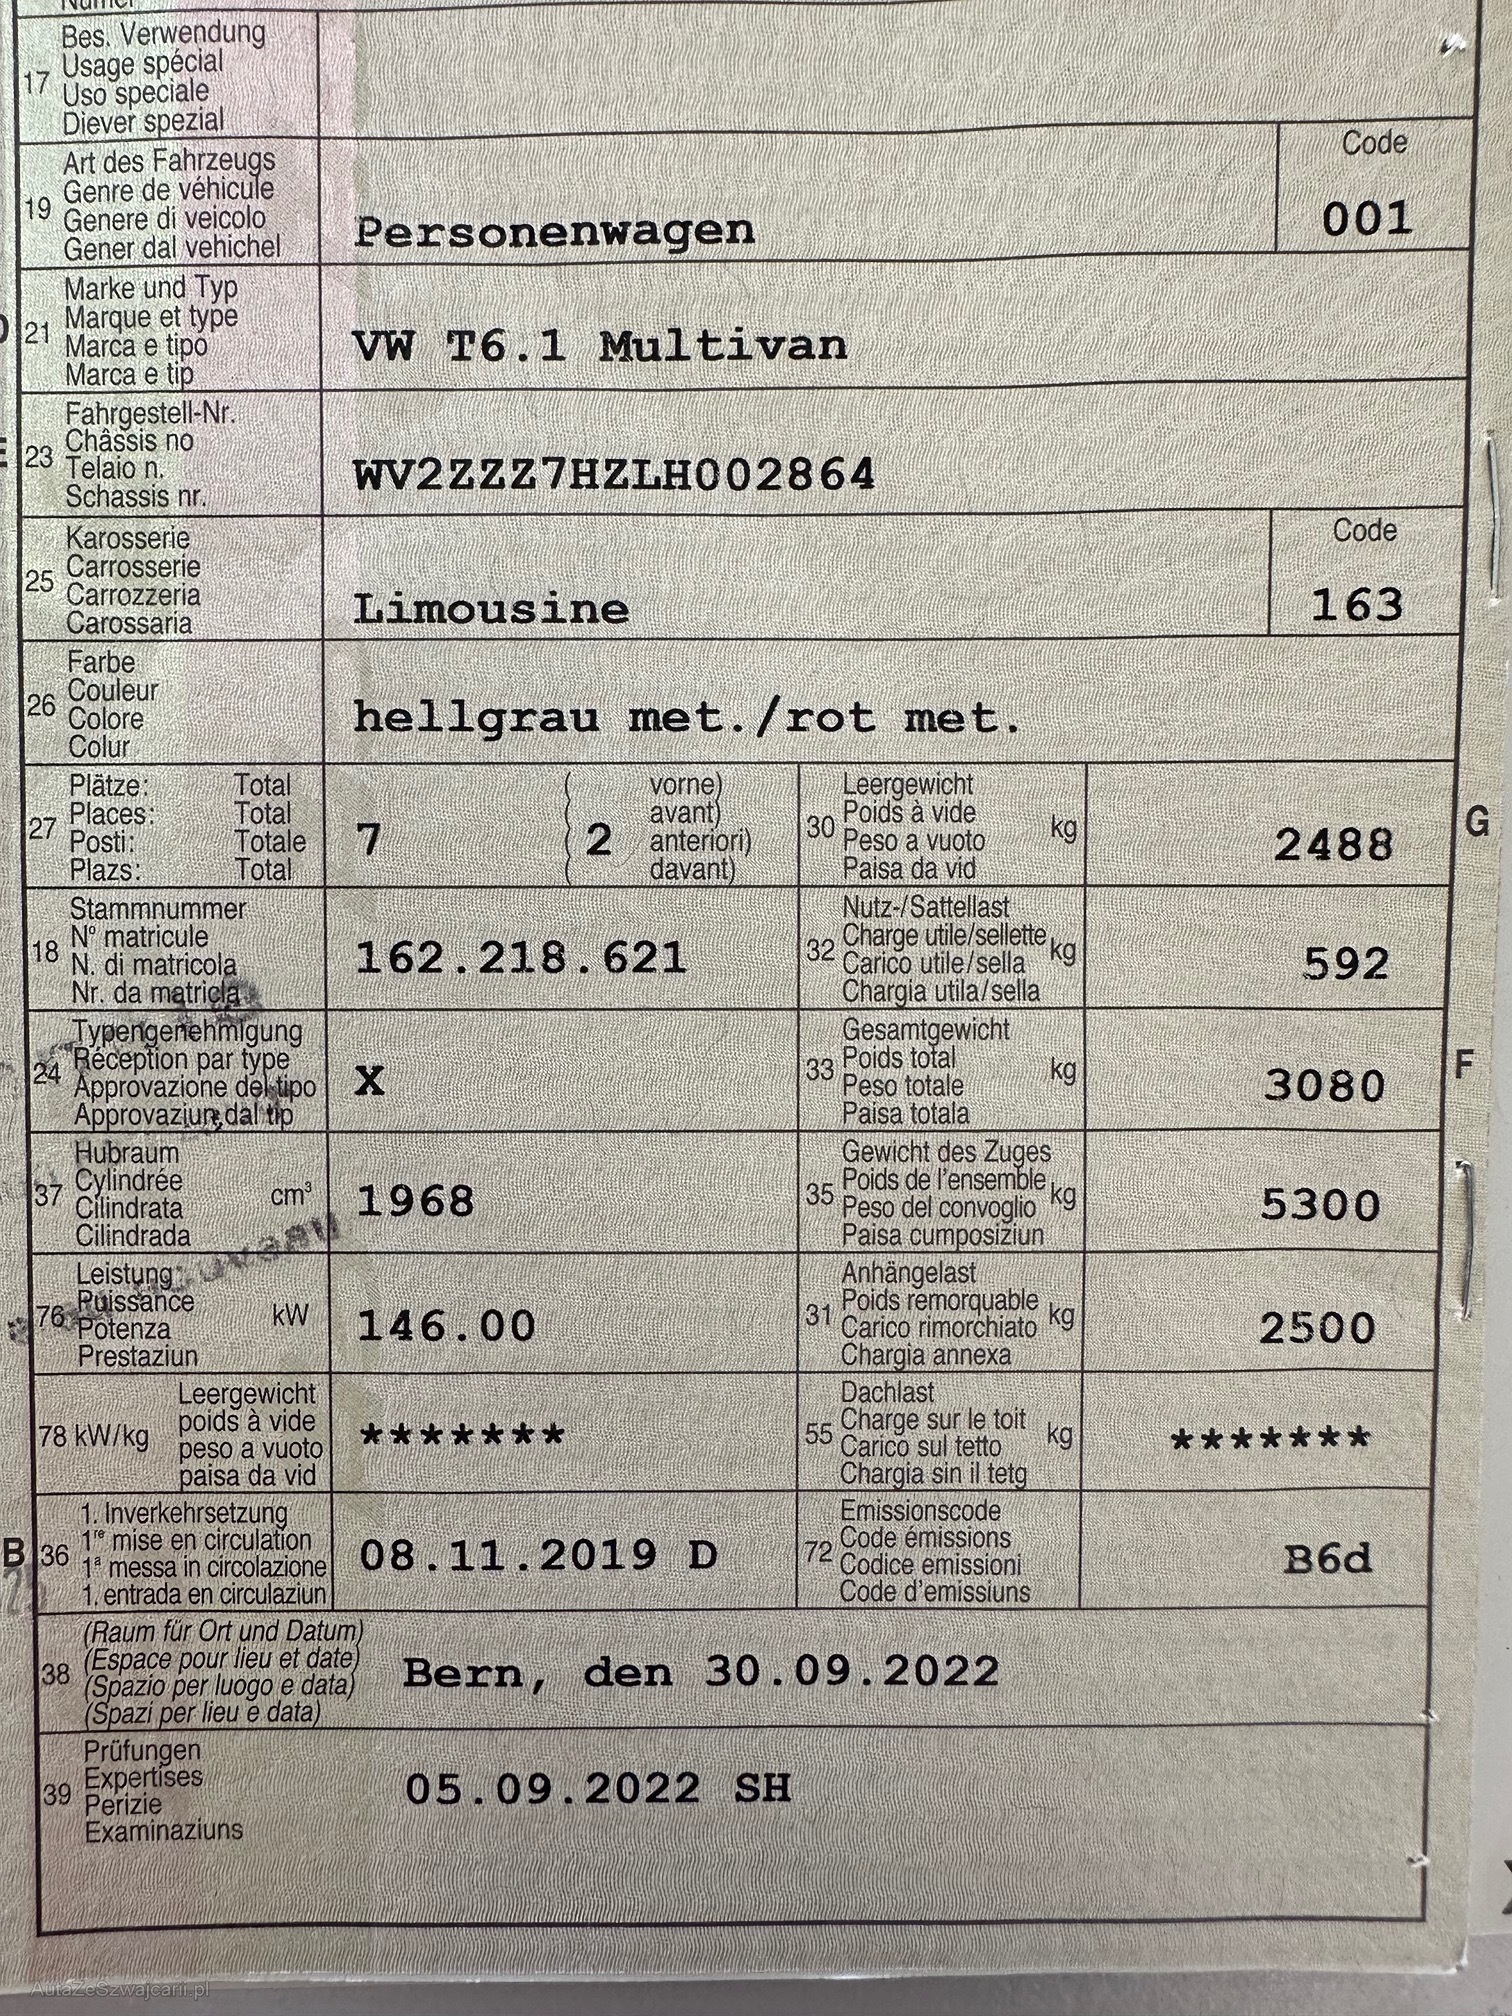 17 Bes. Verwendung
Usage spécial
Uso speciale
Diever spezial
19 Art des Fahrzeugs
Genre de véhicule
Genere di veicolo
Gener dal vehichel
Personenwagen
Code
001
21 Marke und Typ
Marque et type
Marca e tipo
Marca e tip
VW T6.1 Multivan
23 Fahrgestell-Nr.
Châssis no
Telaio n.
Schassis nr.
WV2ZZZ7HZLH002864
25 Karosserie
Carrosserie
Carrozzeria
Carossaria
Limousine
Code
163
26 Farbe
Couleur
Colore
Colur
hellgrau met./rot met.
27 Plätze: Total
Places: Total
Posti: Totale
Plazs: Total
7
( 2 vorne)
avant)
anteriori)
davant)
30 Leergewicht
Poids à vide
Peso a vuoto
Paisa da vid
kg
2488
G
18 Stammnummer
Nº matricule
N. di matricola
Nr. da matricla
162.218.621
32 Nutz-/Sattellast
Charge utile/sellette
Carico utile/sella
Chargia utila/sella
kg
592
24 Typengenehmigung
Réception par type
Approvazione del tipo
Approvaziun dal tip
X
33 Gesamtgewicht
Poids total
Peso totale
Paisa totala
kg
3080
F
37 Hubraum
Cylindrée
Cilindrata
Cilindrada
cm³
1968
35 Gewicht des Zuges
Poids de l'ensemble
Peso del convoglio
Paisa cumposiziun
kg
5300
76 Leistung
Puissance
Potenza
Prestaziun
kW
146.00
31 Anhängelast
Poids remorquable
Carico rimorchiato
Chargia annexa
kg
2500
78 kW/kg
Leergewicht
poids à vide
peso a vuoto
paisa da vid
*******
55 Dachlast
Charge sur le toit
Carico sul tetto
Chargia sin il tetg
kg
*******
B
36 1. Inverkehrsetzung
1re mise en circulation
1ª messa in circolazione
1. entrada en circulaziun
08.11.2019 D
72 Emissionscode
Code émissions
Codice emissioni
Code d'emissiuns
B6d
38 (Raum für Ort und Datum)
(Espace pour lieu et date)
(Spazio per luogo e data)
(Spazi per lieu e data)
Bern, den 30.09.2022
39 Prüfungen
Expertises
Perizie
Examinaziuns
05.09.2022 SH
AutaZeSzwajcarii.pl